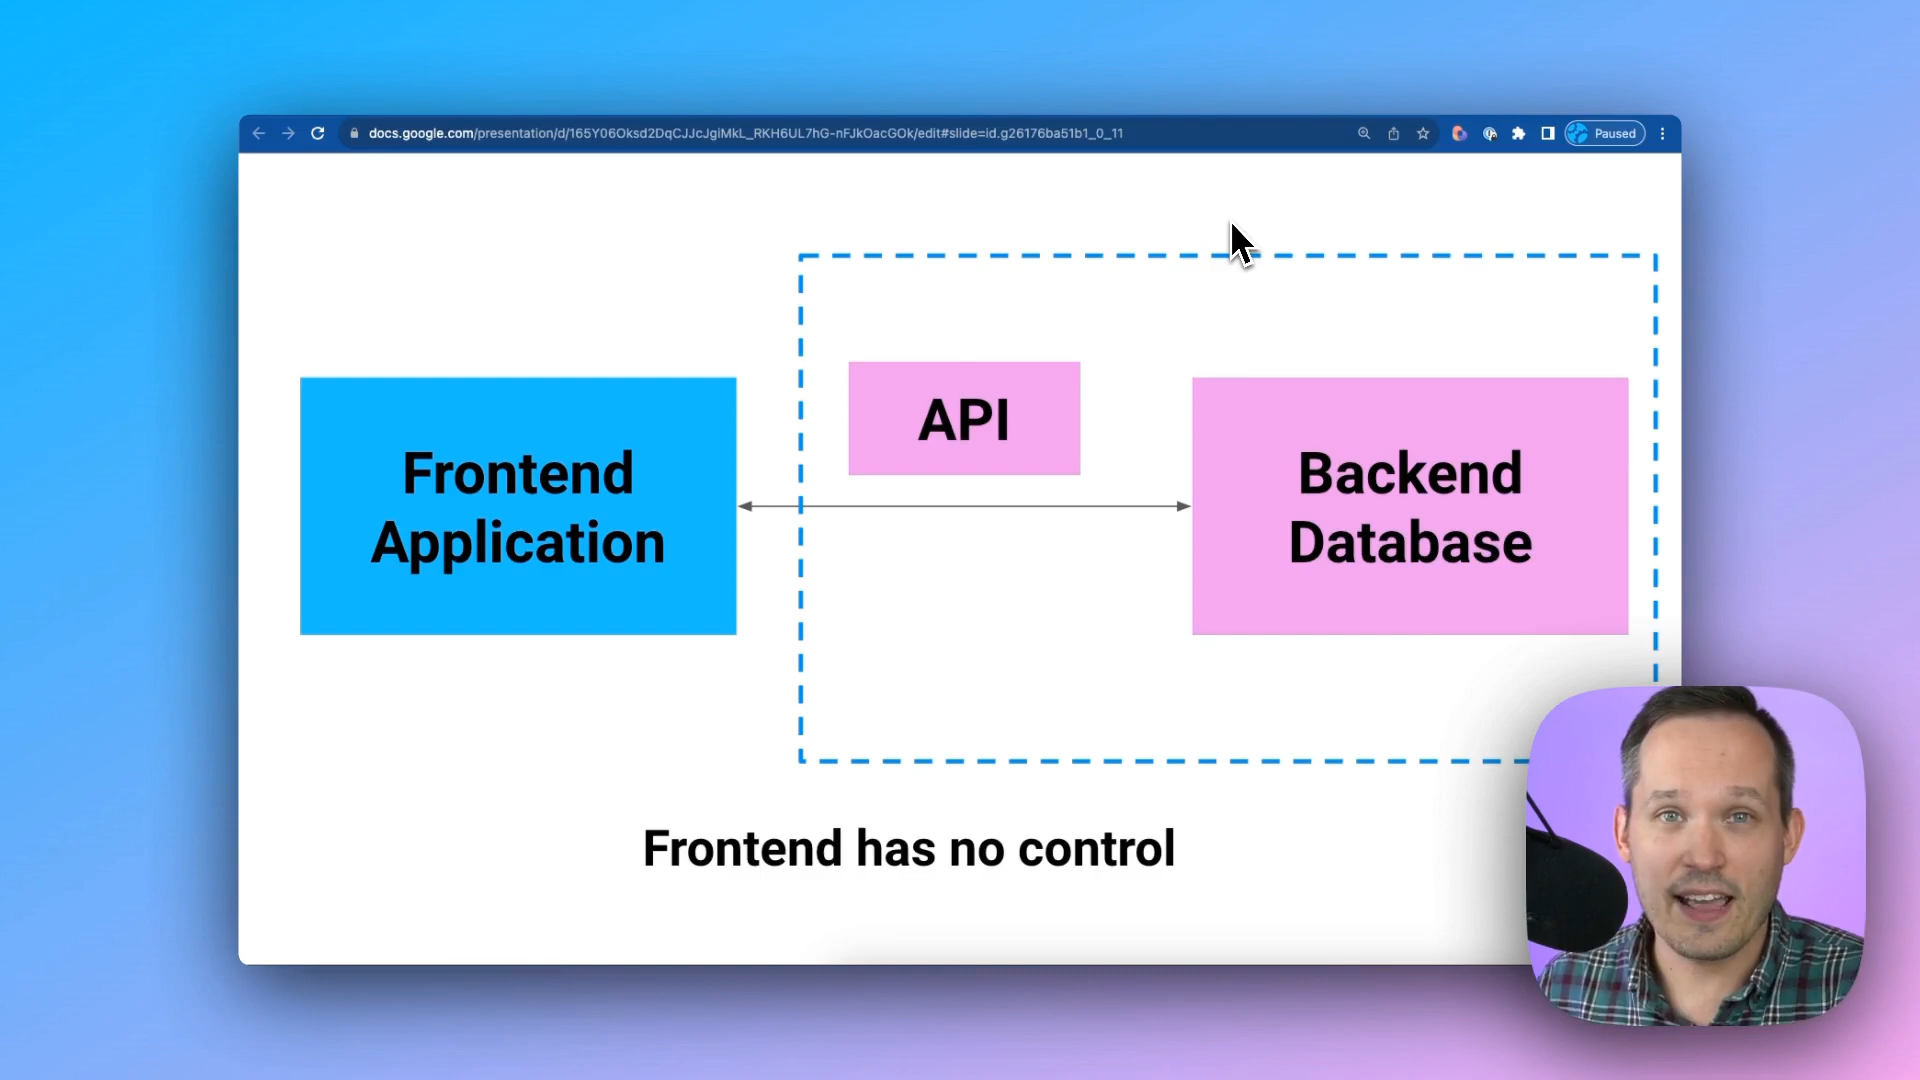 docs.google.com/presentation/d/165Y06Oksd2DqCJJcJgiMkL_RKH6UL7hG-nFJkOacGOk/edit#slide=id.g26176ba51b1_0_11
Paused
API
Frontend
Application
Backend
Database
Frontend has no control